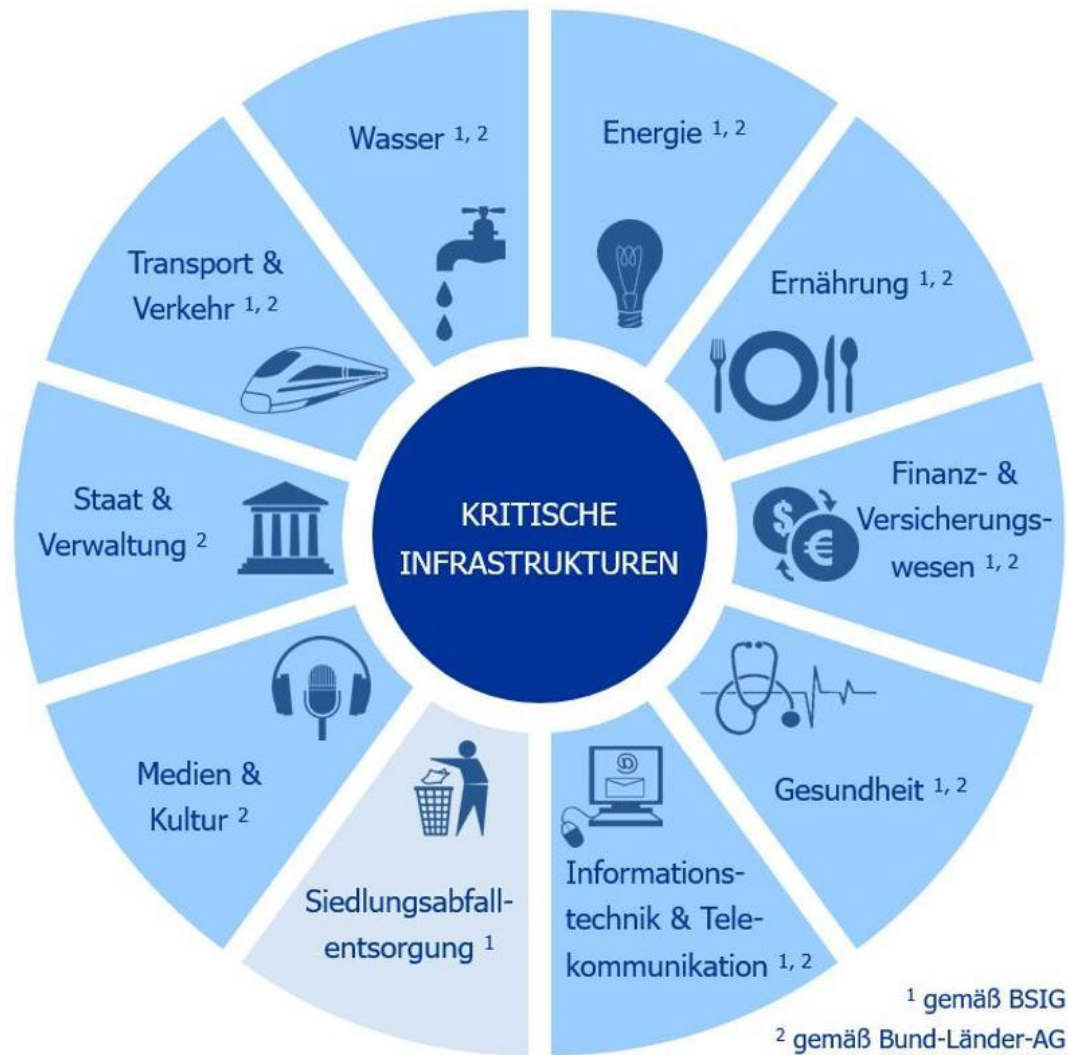 Wasser 1, 2
Energie 1, 2
Transport &
Verkehr 1, 2
Ernährung 1, 2
Staat &
Verwaltung 2
KRITISCHE
INFRASTRUKTUREN
$
€
Finanz- &
Versicherungs-
wesen 1, 2
Medien &
Kultur 2
Gesundheit 1, 2
Siedlungsabfall-
entsorgung 1
@
Informations-
technik & Tele-
kommunikation 1, 2
1 gemäß BSIG
2 gemäß Bund-Länder-AG